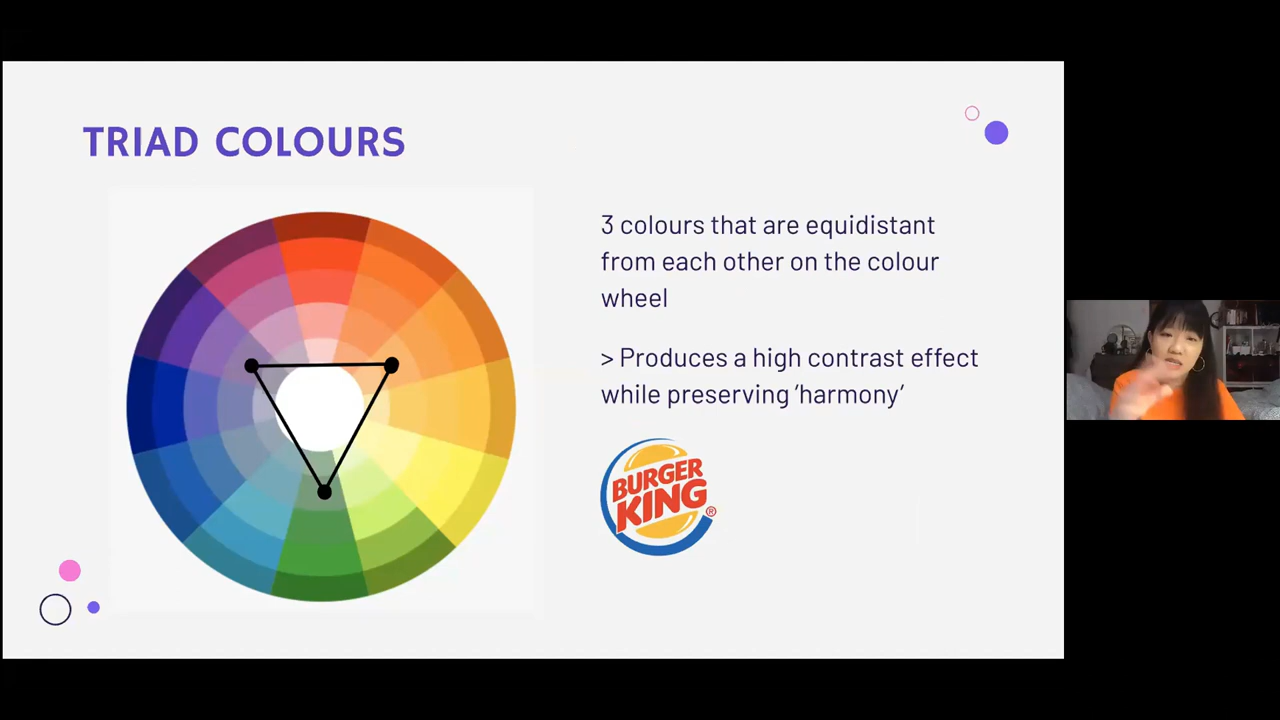 TRIAD COLOURS
3 colours that are equidistant
from each other on the colour
wheel
> Produces a high contrast effect
while preserving 'harmony'
BURGER
KING®